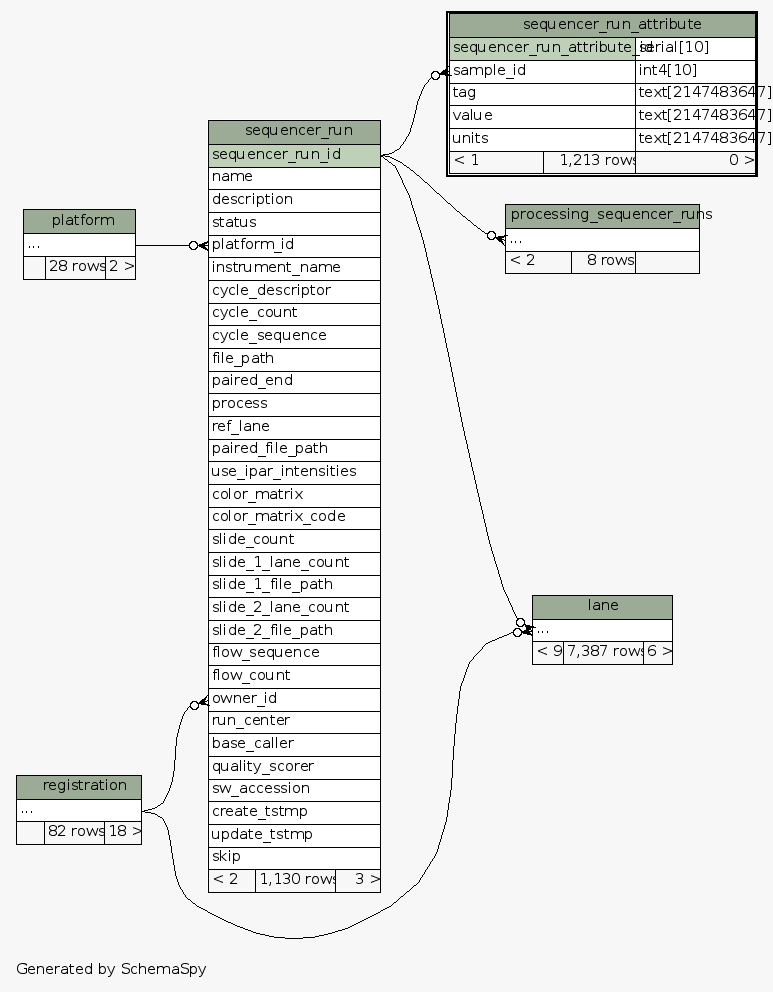 sequencer_run_attribute
sequencer_run_attribute_id serial[10]
sample_id int4[10]
tag text[2147483647]
value text[2147483647]
units text[2147483647]
< 1 1,213 rows 0 >
sequencer_run
sequencer_run_id
name
description
status
platform_id
instrument_name
cycle_descriptor
cycle_count
cycle_sequence
file_path
paired_end
process
ref_lane
paired_file_path
use_ipar_intensities
color_matrix
color_matrix_code
slide_count
slide_1_lane_count
slide_1_file_path
slide_2_lane_count
slide_2_file_path
flow_sequence
flow_count
owner_id
run_center
base_caller
quality_scorer
sw_accession
create_tstmp
update_tstmp
skip
< 2 1,130 rows 3 >
processing_sequencer_runs
...
< 2 8 rows
platform
...
28 rows 2 >
lane
...
< 9 7,387 rows 6 >
registration
...
82 rows 18 >
Generated by SchemaSpy